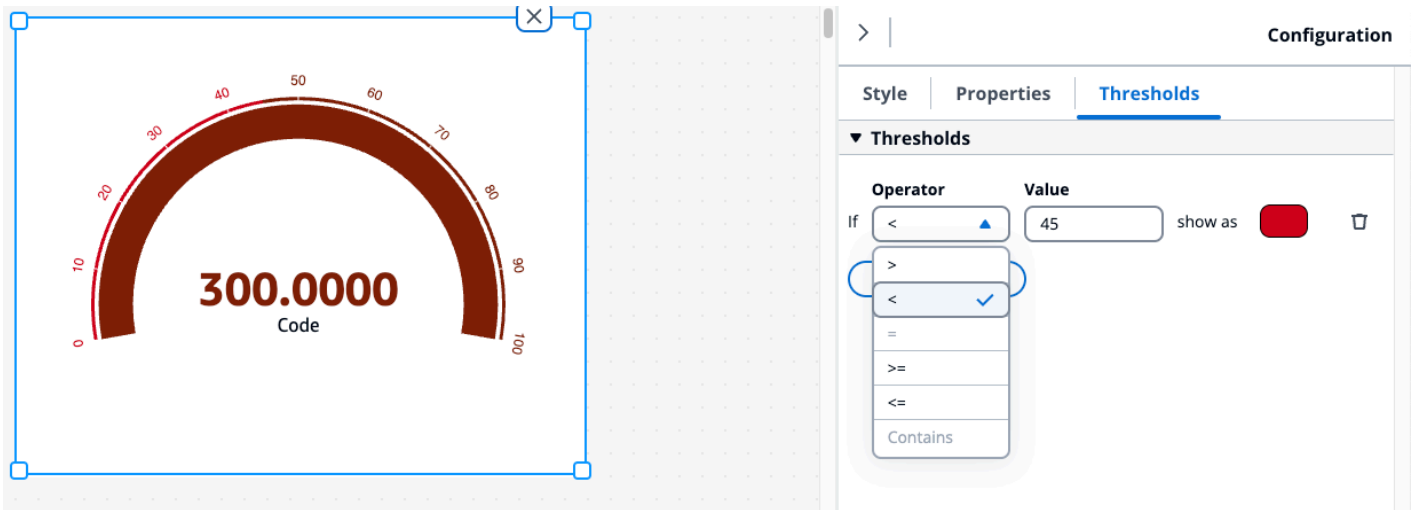 Configuration
Style Properties Thresholds
Thresholds
Operator Value
If < 45 show as
>
<
=
>=
<=
Contains
0
10
20
30
40
50
60
70
80
90
100
300.0000
Code